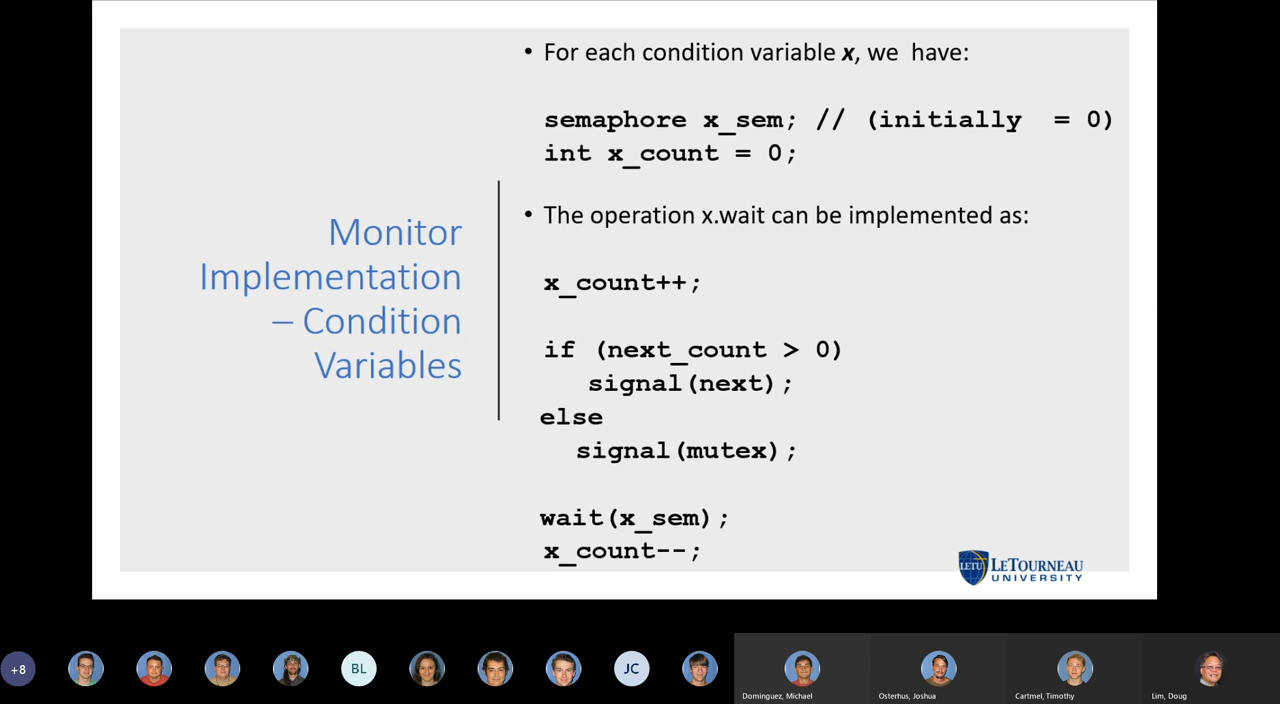 • For each condition variable x, we have:
semaphore x_sem; // (initially = 0)
int x_count = 0;
• The operation x.wait can be implemented as:
x_count++;
if (next_count > 0)
signal(next);
else
signal(mutex);
wait(x_sem);
x_count--;
Monitor
Implementation
– Condition
Variables
LETU
LETOURNEAU
UNIVERSITY
+8
BL
JC
Dominguez, Michael
Osterhus, Joshua
Cartmel, Timothy
Lim, Doug